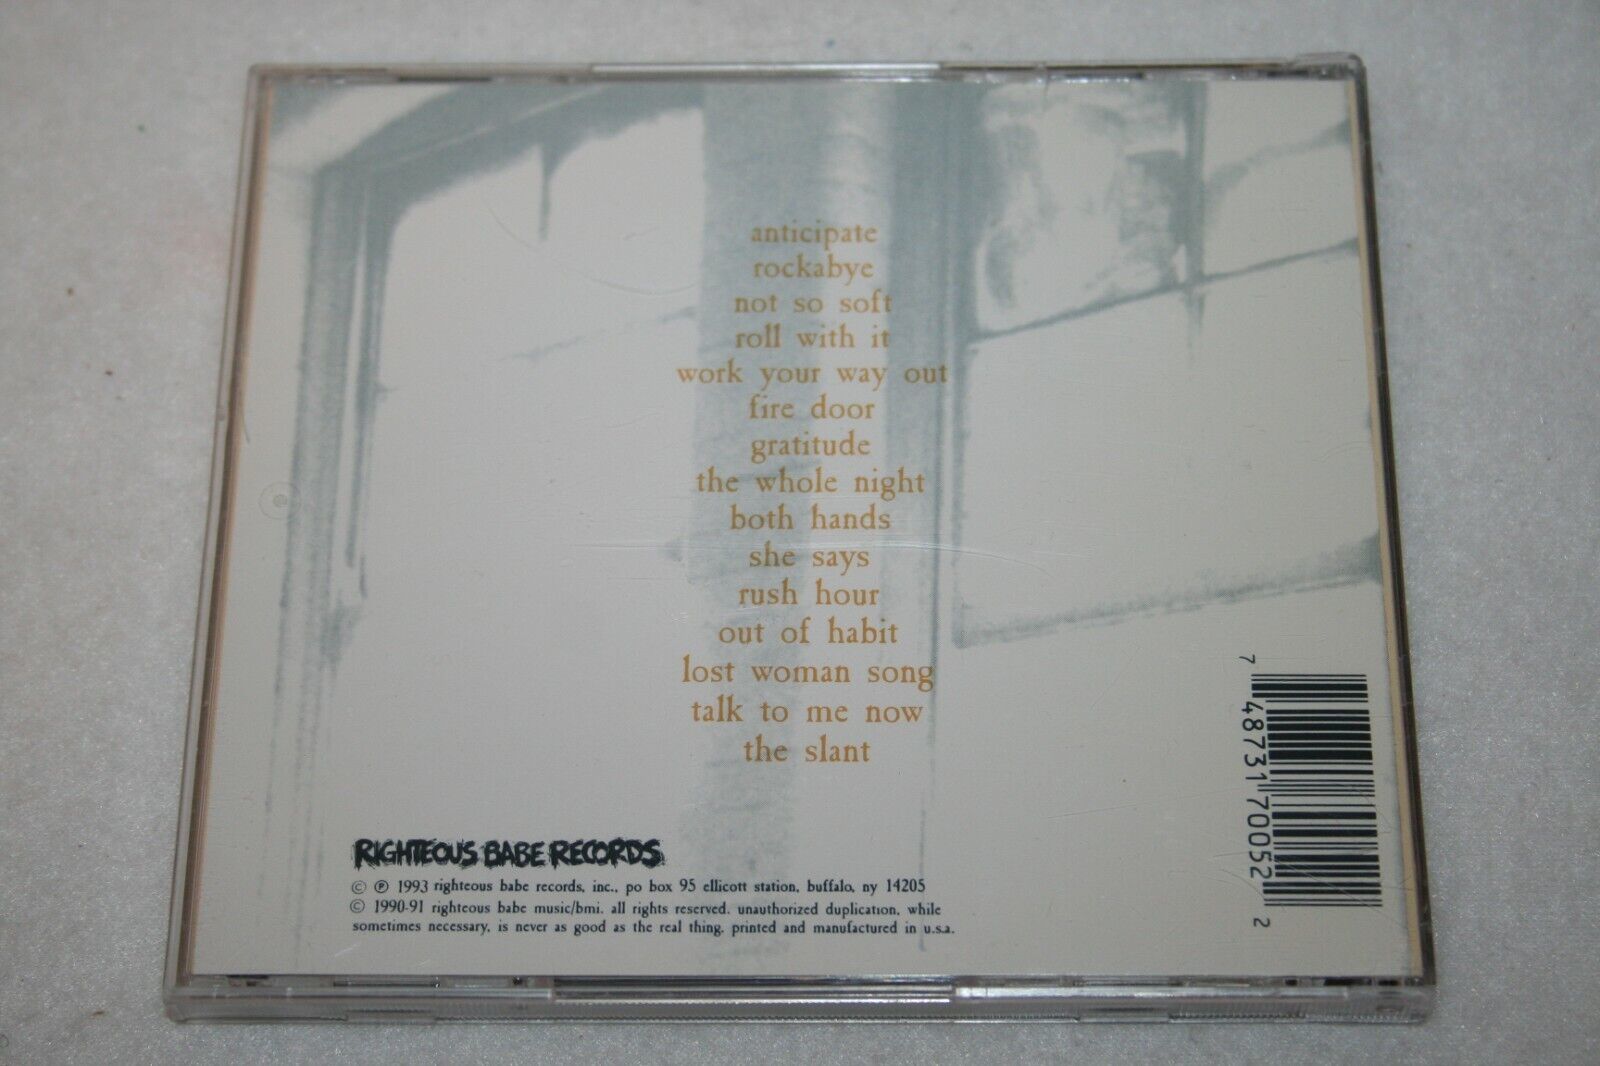 anticipate
rockabye
not so soft
roll with it
work your way out
fire door
gratitude
the whole night
both hands
she says
rush hour
out of habit
lost woman song
talk to me now
the slant
RIGHTEOUS BABE RECORDS
© ℗ 1993 righteous babe records, inc., po box 95 ellicott station, buffalo, ny 14205
© 1990-91 righteous babe music/bmi. all rights reserved. unauthorized duplication, while
sometimes necessary, is never as good as the real thing. printed and manufactured in u.s.a.
7 48731 70052 2